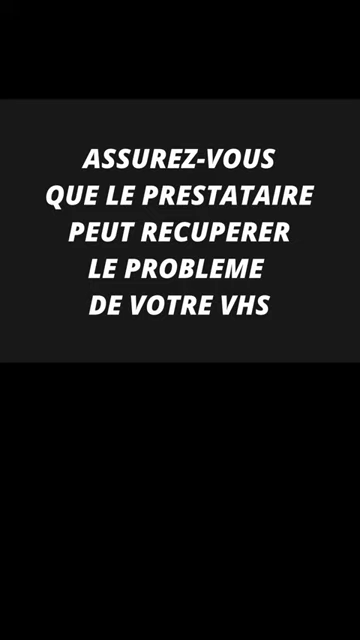 ASSUREZ-VOUS
QUE LE PRESTATAIRE
PEUT RECUPERER
LE PROBLEME
DE VOTRE VHS